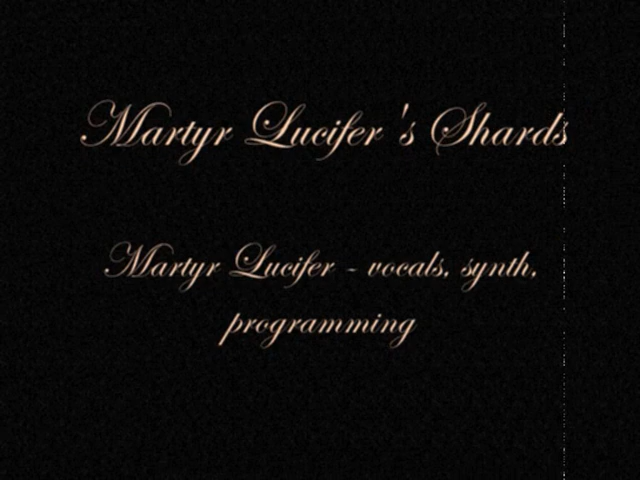 Martyr Lucifer 's Shards
Martyr Lucifer - vocals, synth,
programming